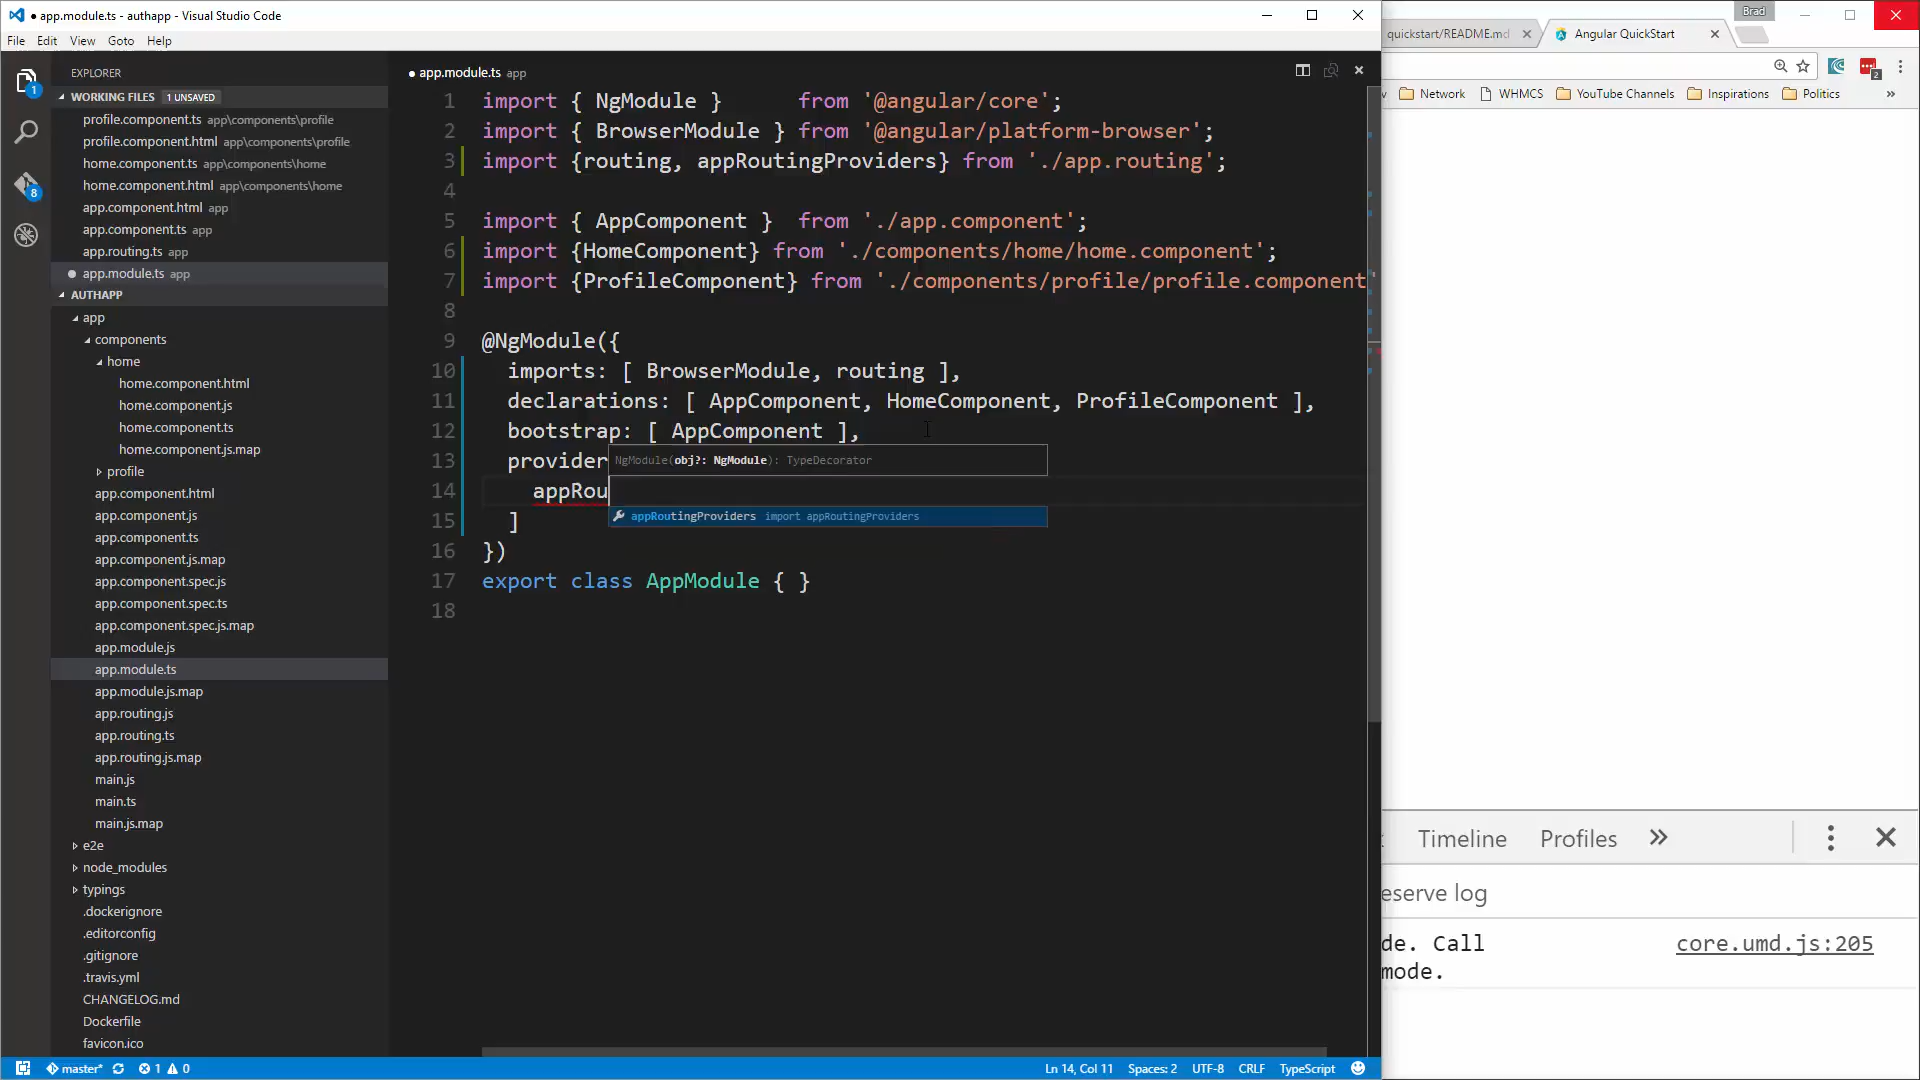 ● app.module.ts - authapp - Visual Studio Code
File Edit View Goto Help
EXPLORER
WORKING FILES 1 UNSAVED
profile.component.ts app\components\profile
profile.component.html app\components\profile
home.component.ts app\components\home
home.component.html app\components\home
app.component.html app
app.component.ts app
app.routing.ts app
app.module.ts app
AUTHAPP
app
components
home
home.component.html
home.component.js
home.component.ts
home.component.js.map
profile
app.component.html
app.component.js
app.component.ts
app.component.js.map
app.component.spec.js
app.component.spec.ts
app.component.spec.js.map
app.module.js
app.module.ts
app.module.js.map
app.routing.js
app.routing.ts
app.routing.js.map
main.js
main.ts
main.js.map
e2e
node_modules
typings
.dockerignore
.editorconfig
.gitignore
.travis.yml
CHANGELOG.md
Dockerfile
favicon.ico
1
8
● app.module.ts app
1 import { NgModule }      from '@angular/core';
2 import { BrowserModule } from '@angular/platform-browser';
3 import {routing, appRoutingProviders} from './app.routing';
4
5 import { AppComponent }  from './app.component';
6 import {HomeComponent} from './components/home/home.component';
7 import {ProfileComponent} from './components/profile/profile.component'
8
9 @NgModule({
10   imports: [ BrowserModule, routing ],
11   declarations: [ AppComponent, HomeComponent, ProfileComponent ],
12   bootstrap: [ AppComponent ],
13   provider
NgModule(obj?: NgModule): TypeDecorator
14     appRou
appRoutingProviders import appRoutingProviders
15   ]
16 })
17 export class AppModule { }
18
master* 1 0
Ln 14, Col 11 Spaces: 2 UTF-8 CRLF TypeScript
Brad
quickstart/README.md
Angular QuickStart
2
Network WHMCS YouTube Channels Inspirations Politics »
Timeline Profiles »
eserve log
de. Call core.umd.js:205
mode.